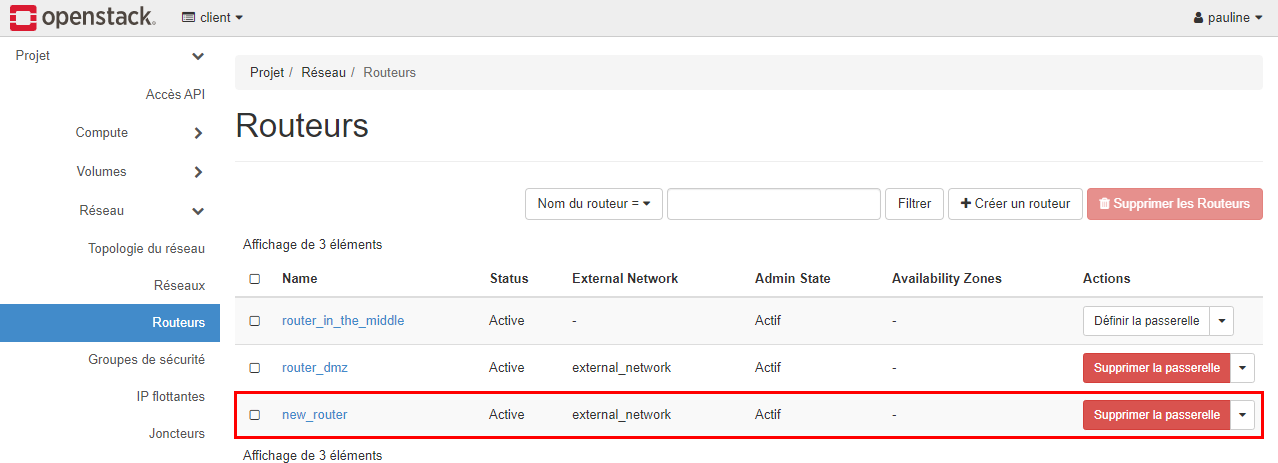 openstack. client pauline
Projet
Accès API
Compute
Volumes
Réseau
Topologie du réseau
Réseaux
Routeurs
Groupes de sécurité
IP flottantes
Joncteurs
Projet / Réseau / Routeurs
Routeurs
Nom du routeur = Filtrer + Créer un routeur Supprimer les Routeurs
Affichage de 3 éléments
Name Status External Network Admin State Availability Zones Actions
router_in_the_middle Active - Actif - Définir la passerelle
router_dmz Active external_network Actif - Supprimer la passerelle
new_router Active external_network Actif - Supprimer la passerelle
Affichage de 3 éléments